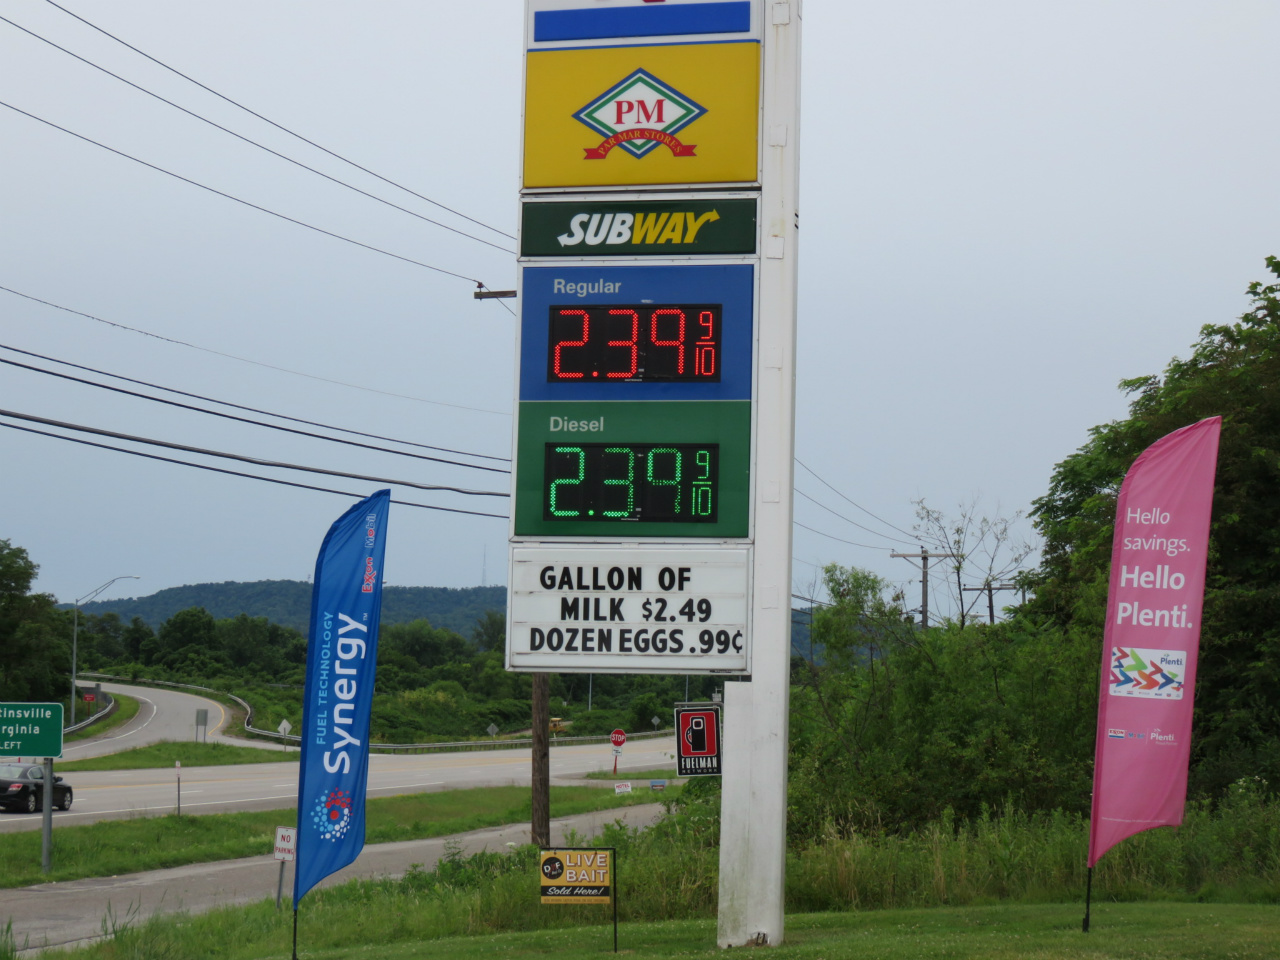 PM
PAR MAR STORES
SUBWAY
Regular
2.39 9/10
Diesel
2.39 9/10
GALLON OF
MILK $2.49
DOZEN EGGS .99¢
FUELMAN
NETWORK
STOP
NO
PARKING
LIVE
BAIT
Sold Here!
Exxon Mobil
FUEL TECHNOLOGY
Synergy™
Hello
savings.
Hello
Plenti.
Plenti
Plenti
tinsville
rginia
LEFT